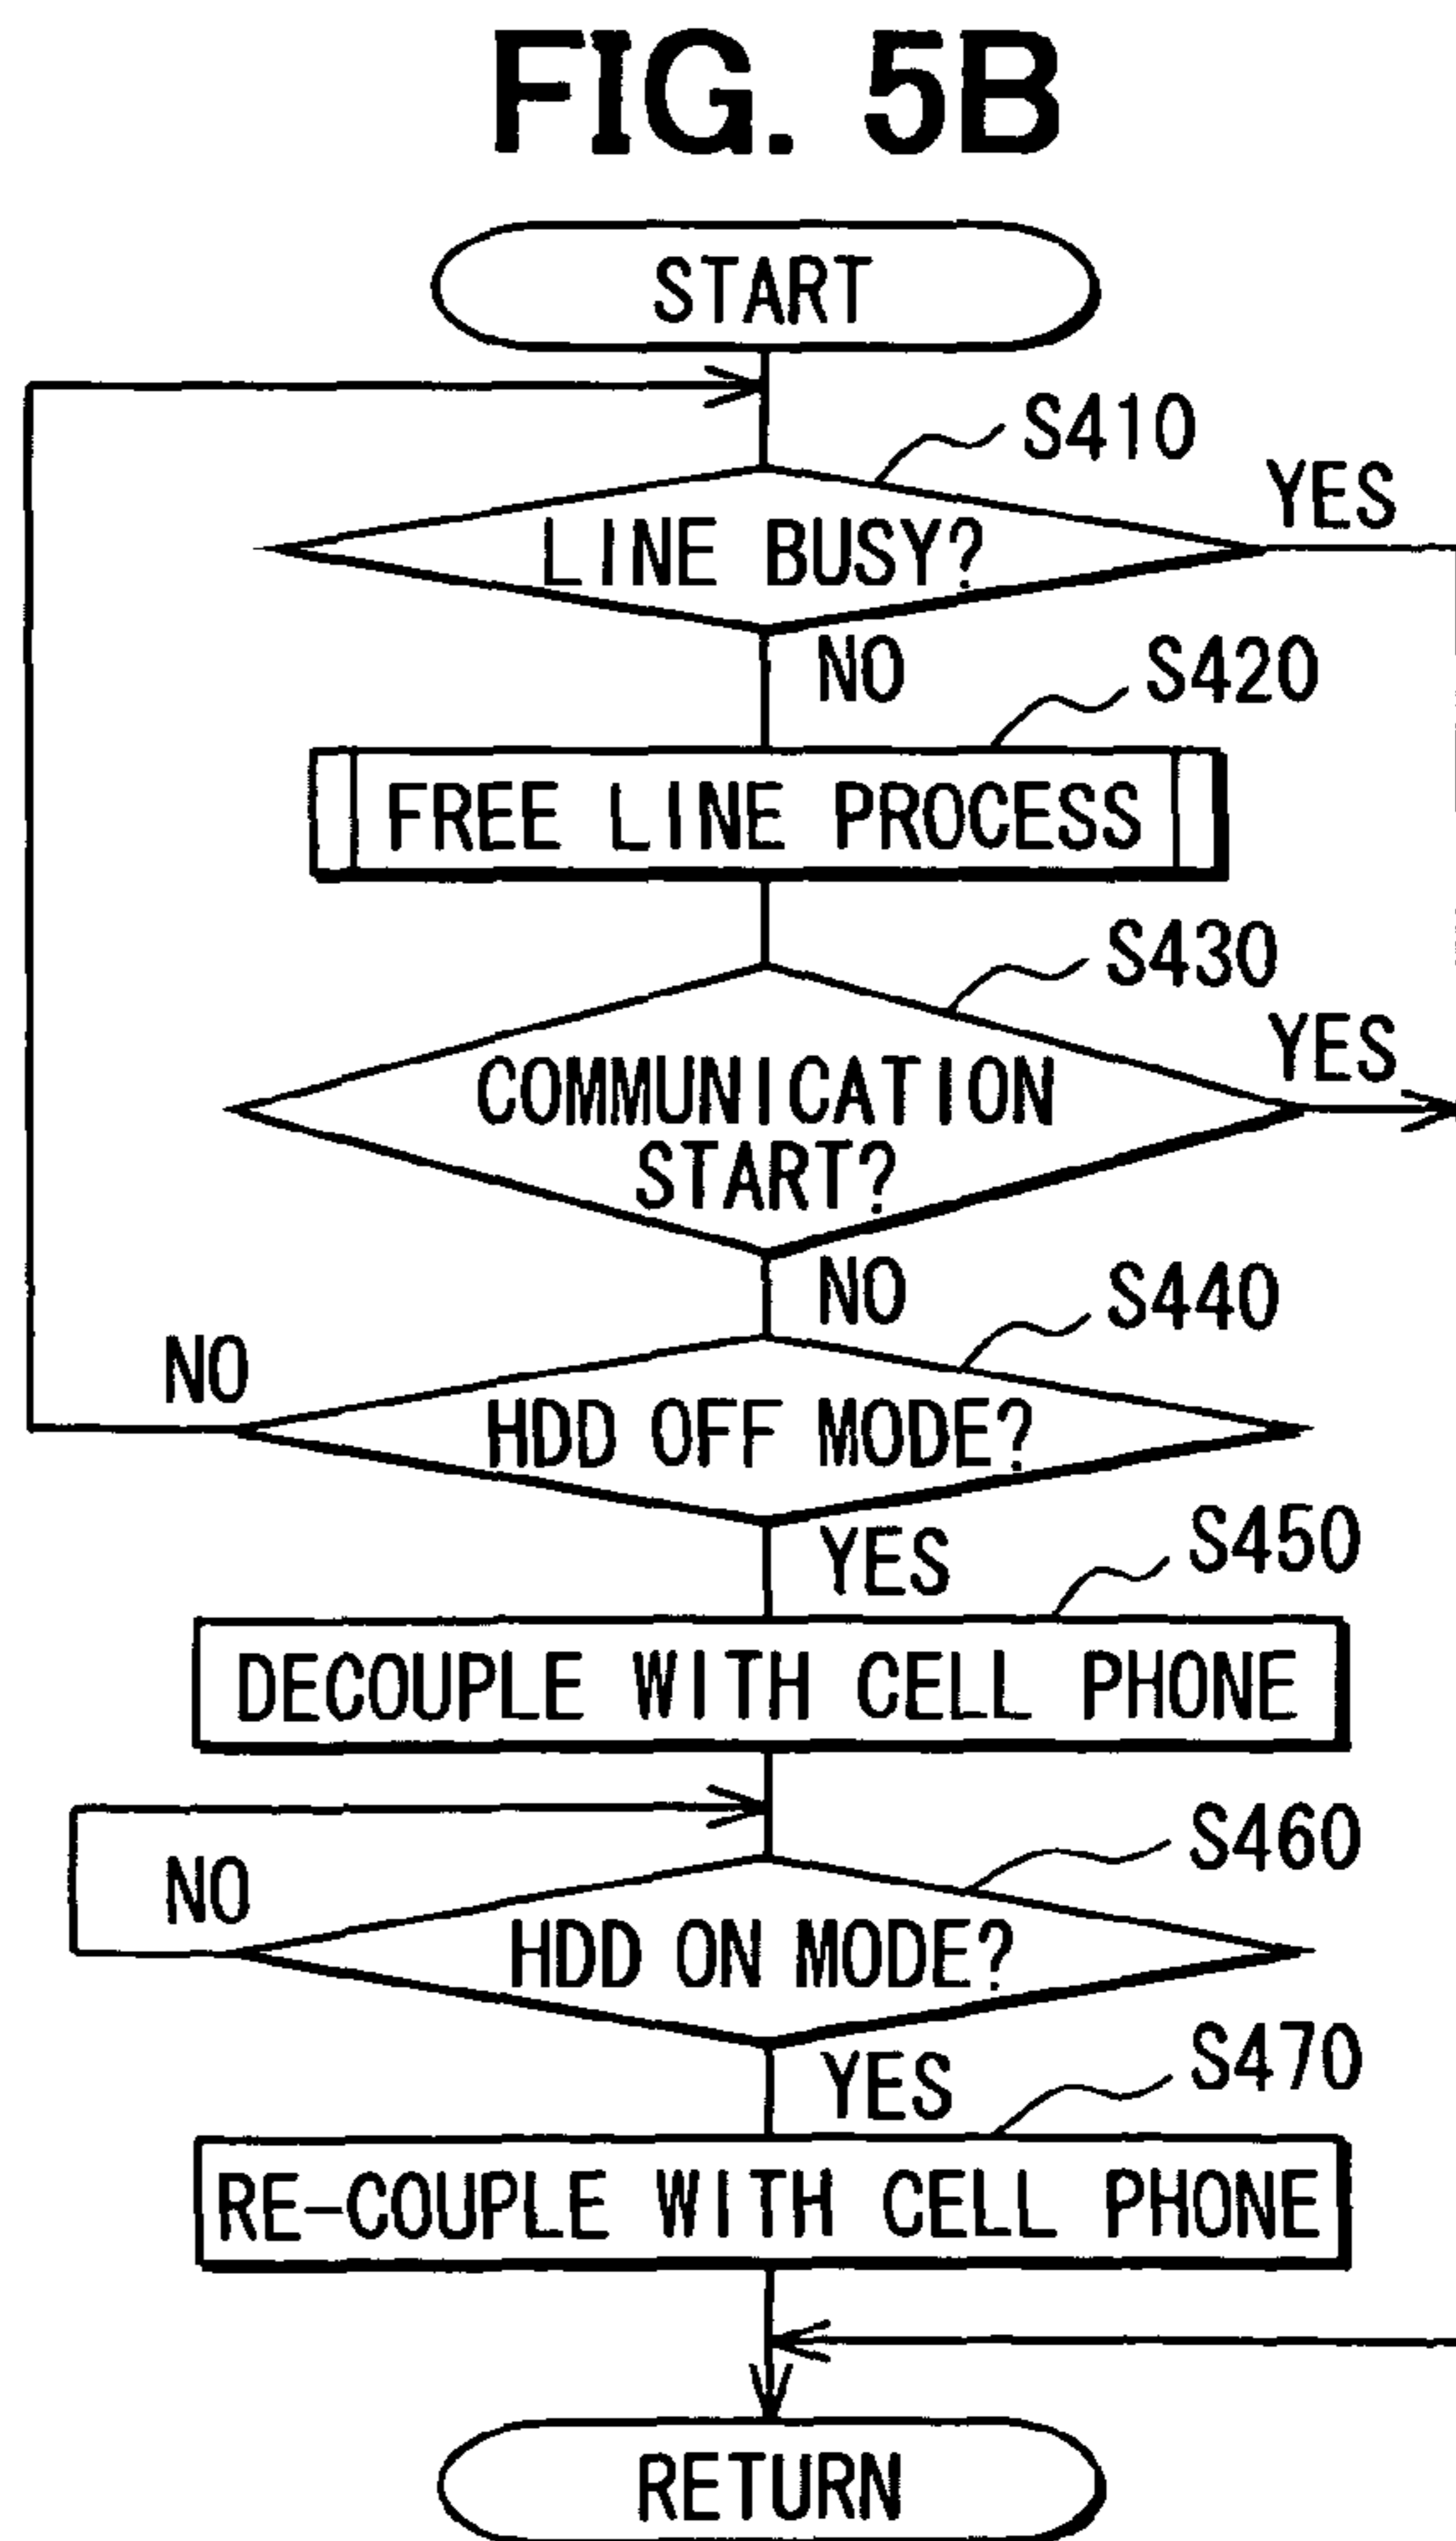 FIG. 5B
START
S410
LINE BUSY?
YES
NO
S420
FREE LINE PROCESS
S430
COMMUNICATION
START?
YES
NO
S440
HDD OFF MODE?
NO
YES
S450
DECOUPLE WITH CELL PHONE
S460
HDD ON MODE?
NO
YES
S470
RE-COUPLE WITH CELL PHONE
RETURN